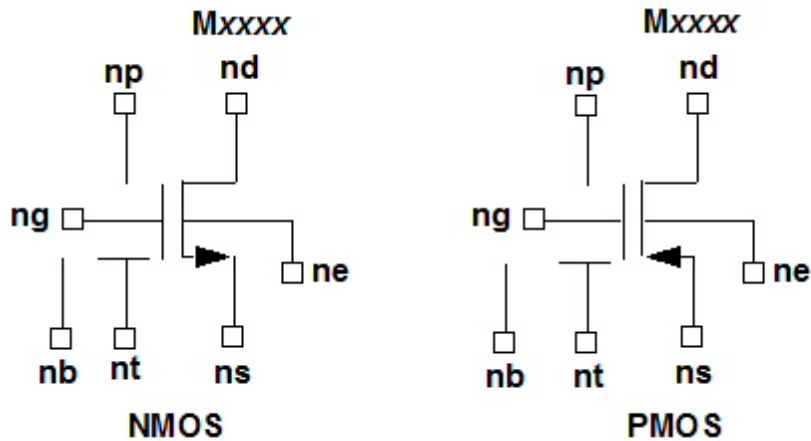 Mxxxx Mxxxx
np nd np nd
ng ng
ne ne
nb nt ns nb nt ns
NMOS PMOS